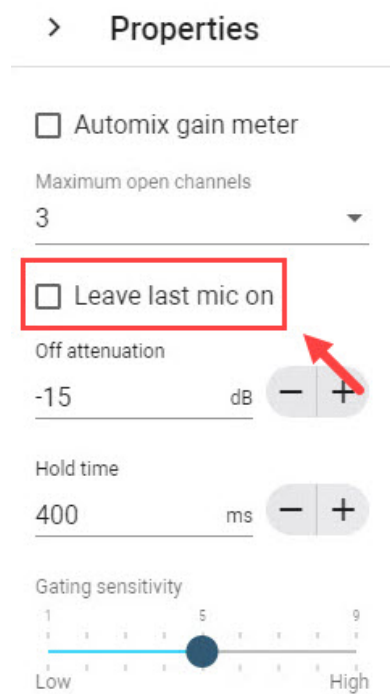 Properties
Automix gain meter
Maximum open channels
3
Leave last mic on
Off attenuation
-15 dB − +
Hold time
400 ms − +
Gating sensitivity
1 5 9
Low High